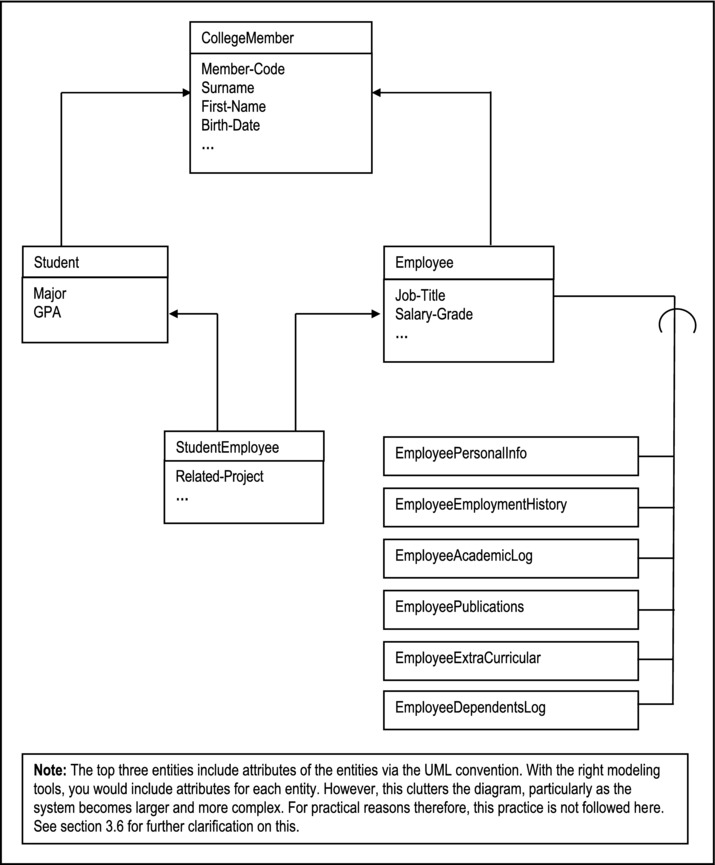 CollegeMember
Member-Code
Surname
First-Name
Birth-Date
...
Student
Major
GPA
Employee
Job-Title
Salary-Grade
...
StudentEmployee
Related-Project
...
EmployeePersonalInfo
EmployeeEmploymentHistory
EmployeeAcademicLog
EmployeePublications
EmployeeExtraCurricular
EmployeeDependentsLog
Note: The top three entities include attributes of the entities via the UML convention. With the right modeling
tools, you would include attributes for each entity. However, this clutters the diagram, particularly as the
system becomes larger and more complex. For practical reasons therefore, this practice is not followed here.
See section 3.6 for further clarification on this.